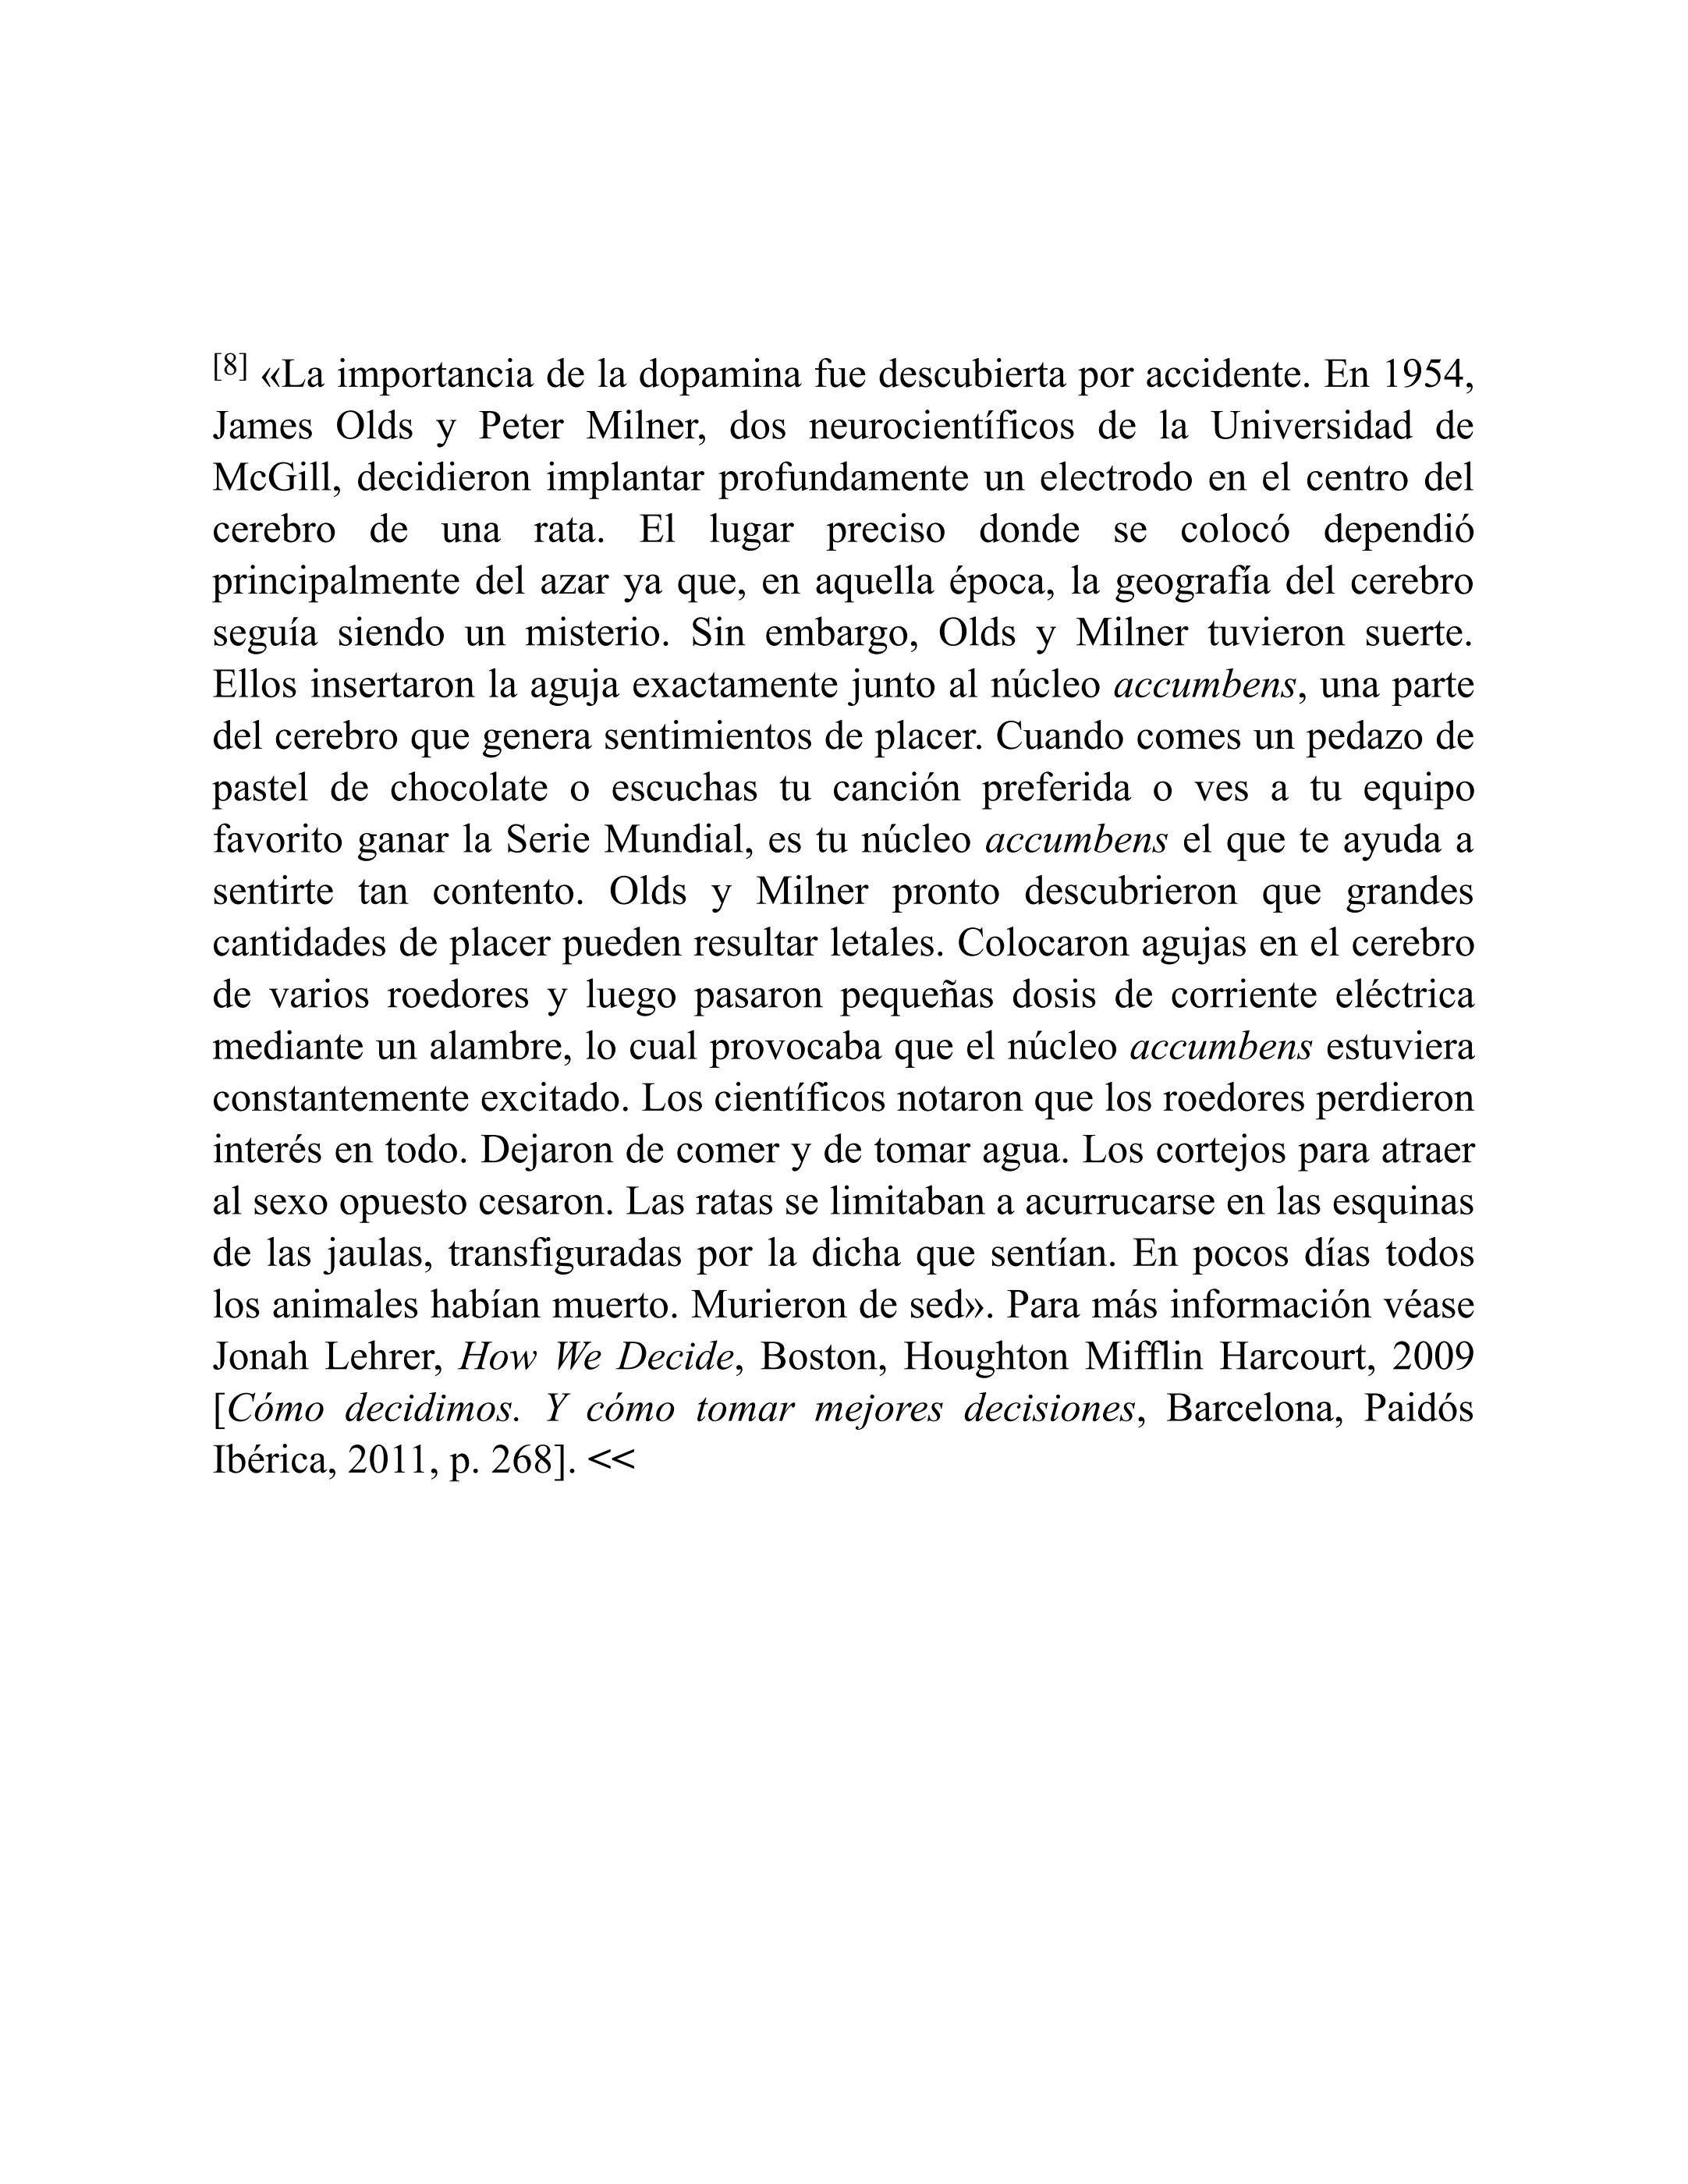 [8] «La importancia de la dopamina fue descubierta por accidente. En 1954,
James Olds y Peter Milner, dos neurocientíficos de la Universidad de
McGill, decidieron implantar profundamente un electrodo en el centro del
cerebro de una rata. El lugar preciso donde se colocó dependió
principalmente del azar ya que, en aquella época, la geografía del cerebro
seguía siendo un misterio. Sin embargo, Olds y Milner tuvieron suerte.
Ellos insertaron la aguja exactamente junto al núcleo accumbens, una parte
del cerebro que genera sentimientos de placer. Cuando comes un pedazo de
pastel de chocolate o escuchas tu canción preferida o ves a tu equipo
favorito ganar la Serie Mundial, es tu núcleo accumbens el que te ayuda a
sentirte tan contento. Olds y Milner pronto descubrieron que grandes
cantidades de placer pueden resultar letales. Colocaron agujas en el cerebro
de varios roedores y luego pasaron pequeñas dosis de corriente eléctrica
mediante un alambre, lo cual provocaba que el núcleo accumbens estuviera
constantemente excitado. Los científicos notaron que los roedores perdieron
interés en todo. Dejaron de comer y de tomar agua. Los cortejos para atraer
al sexo opuesto cesaron. Las ratas se limitaban a acurrucarse en las esquinas
de las jaulas, transfiguradas por la dicha que sentían. En pocos días todos
los animales habían muerto. Murieron de sed». Para más información véase
Jonah Lehrer, How We Decide, Boston, Houghton Mifflin Harcourt, 2009
[Cómo decidimos. Y cómo tomar mejores decisiones, Barcelona, Paidós
Ibérica, 2011, p. 268]. <<